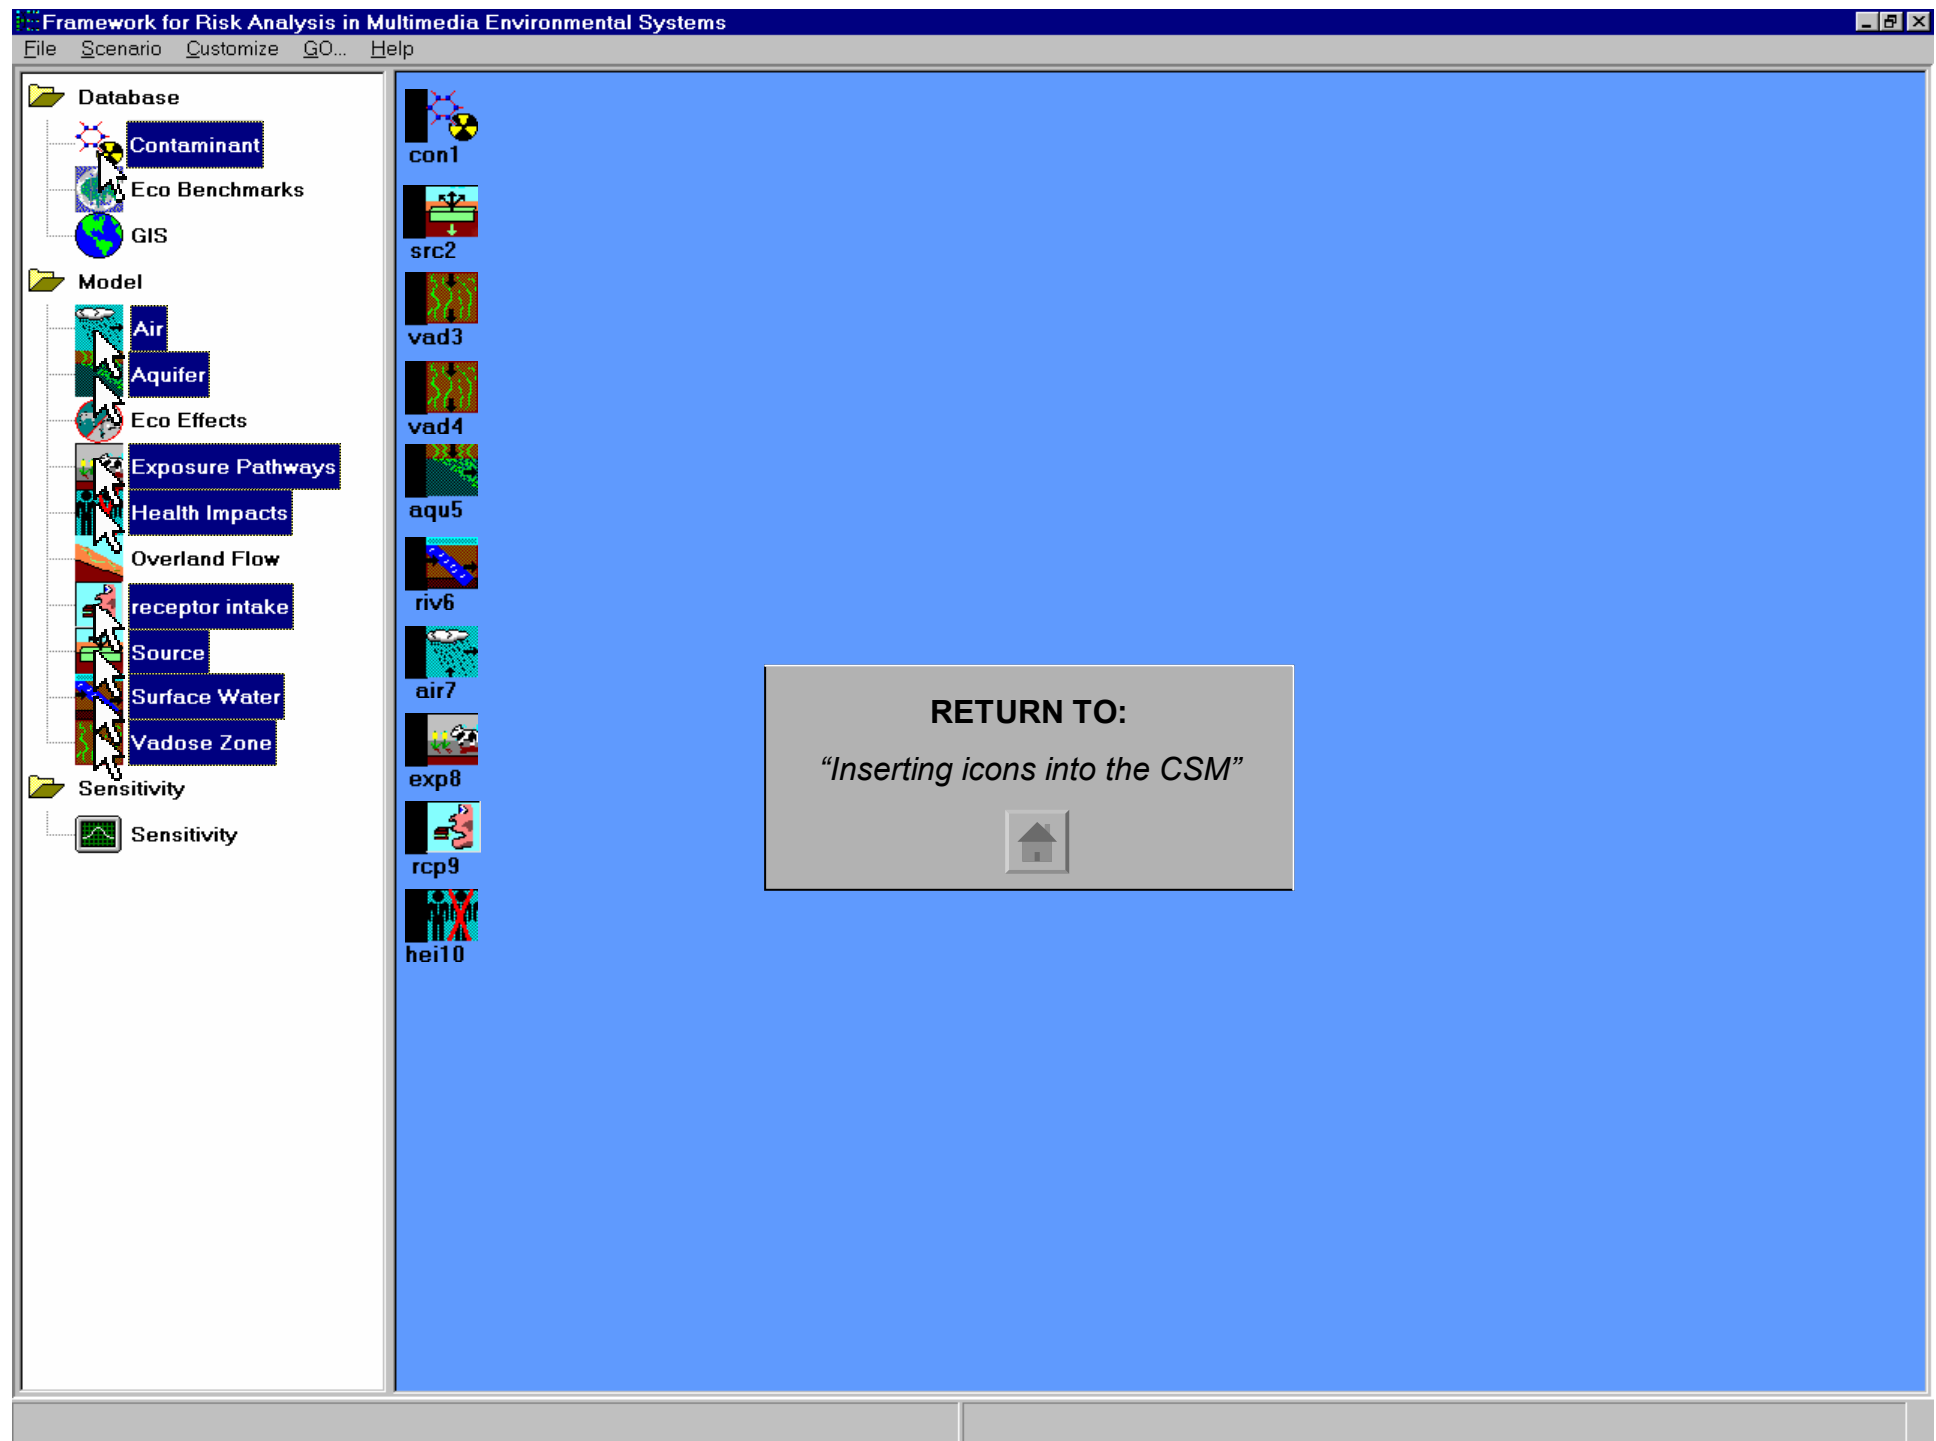 Framework for Risk Analysis in Multimedia Environmental Systems
File Scenario Customize GO... Help
Database
Contaminant
Eco Benchmarks
GIS
Model
Air
Aquifer
Eco Effects
Exposure Pathways
Health Impacts
Overland Flow
receptor intake
Source
Surface Water
Vadose Zone
Sensitivity
Sensitivity
con1
src2
vad3
vad4
aqu5
riv6
air7
exp8
rcp9
hei10
RETURN TO:
“Inserting icons into the CSM”